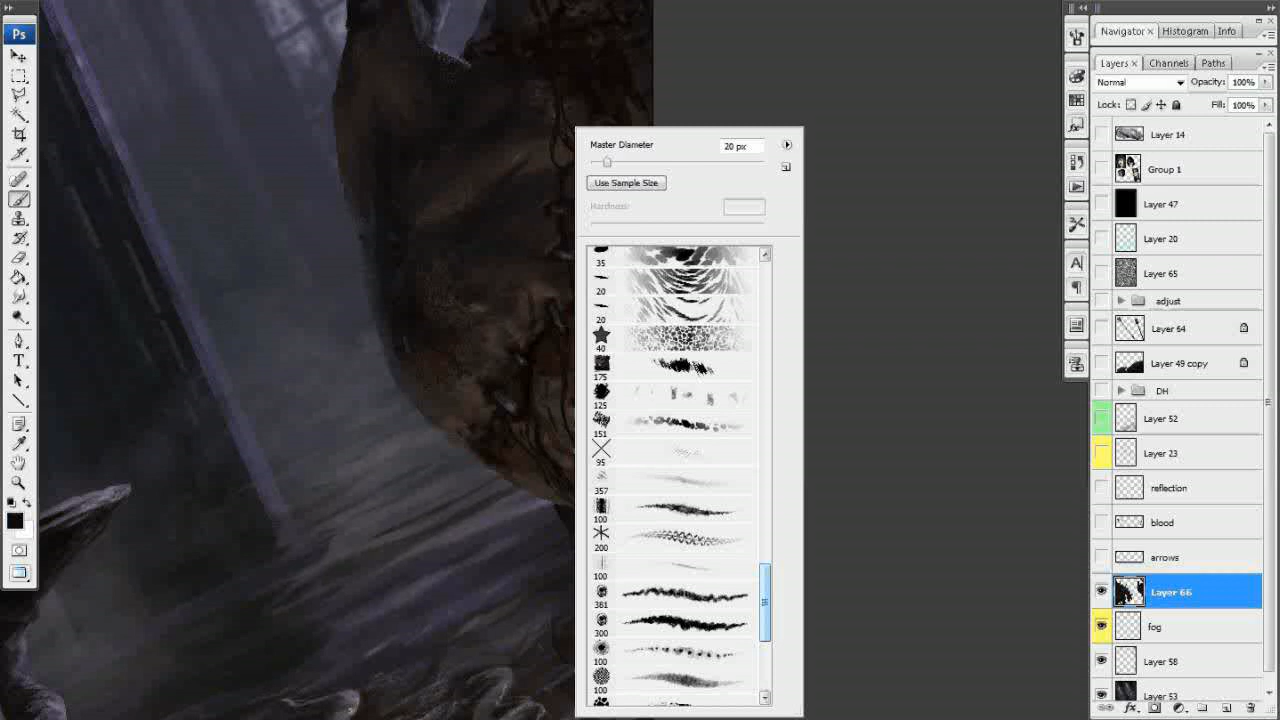 Ps
Master Diameter
20 px
Use Sample Size
Hardness:
35
20
20
40
175
125
151
95
357
100
200
100
381
300
100
100
Navigator × Histogram Info
Layers × Channels Paths
Normal Opacity: 100%
Lock: Fill: 100%
Layer 14
Group 1
Layer 47
Layer 20
Layer 65
adjust
Layer 64
Layer 49 copy
DH
Layer 52
Layer 23
reflection
blood
arrows
Layer 66
fog
Layer 58
Layer 53